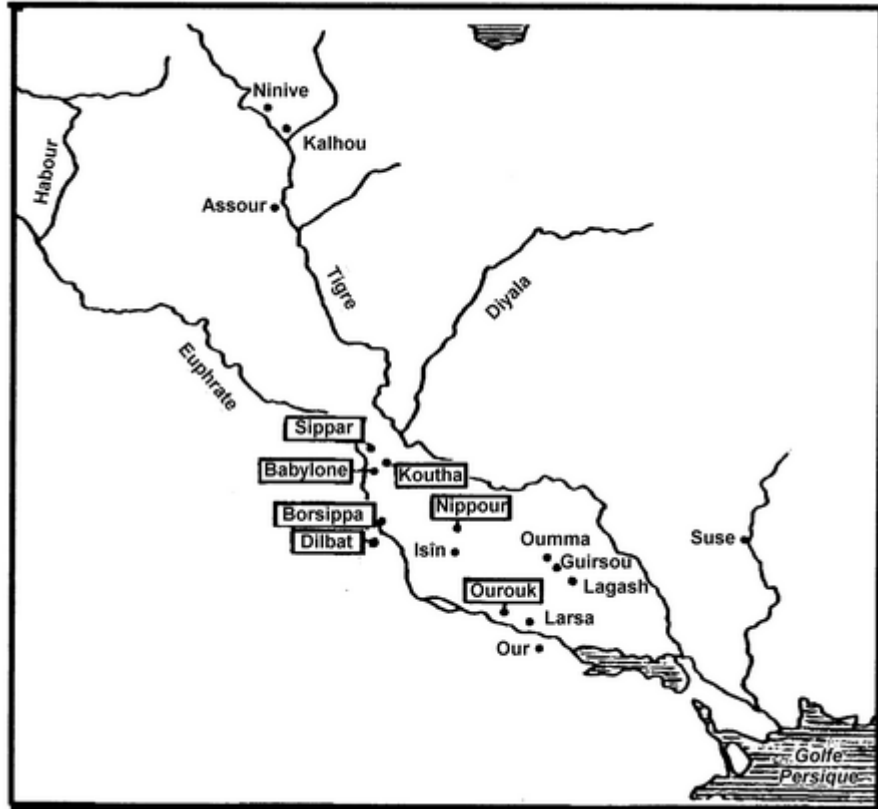 Ninive
Kalhou
Habour
Assour
Tigre
Diyala
Euphrate
Sippar
Babylone
Koutha
Nippour
Borsippa
Dilbat
Isîn
Oumma
Guirsou
Lagash
Suse
Ourouk
Larsa
Our
Golfe
Persique